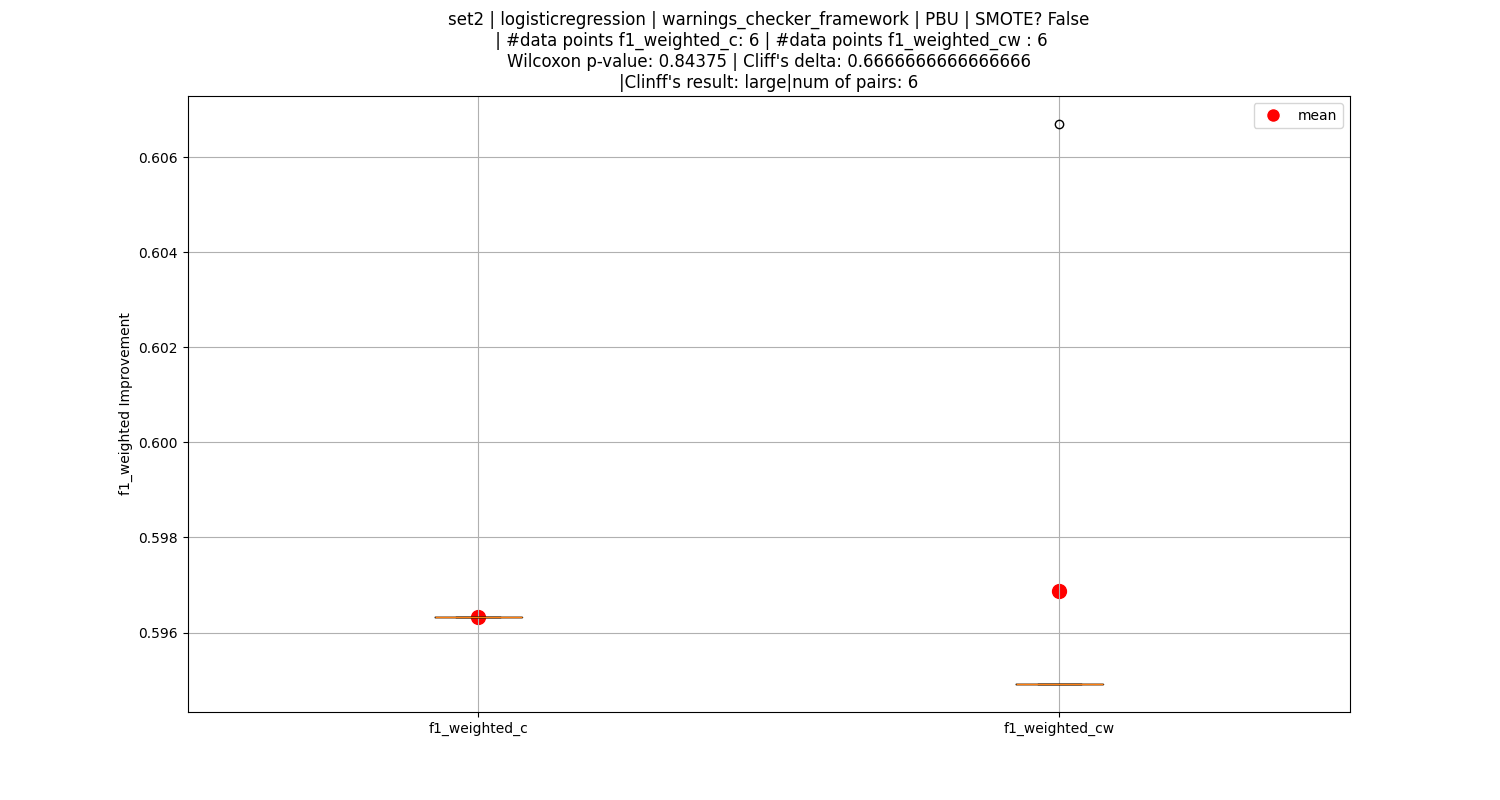 set2 | logisticregression | warnings_checker_framework | PBU | SMOTE? False
| #data points f1_weighted_c: 6 | #data points f1_weighted_cw : 6
Wilcoxon p-value: 0.84375 | Cliff's delta: 0.6666666666666666
|Clinff's result: large|num of pairs: 6
mean
0.606
0.604
0.602
0.600
0.598
0.596
f1_weighted Improvement
f1_weighted_c
f1_weighted_cw